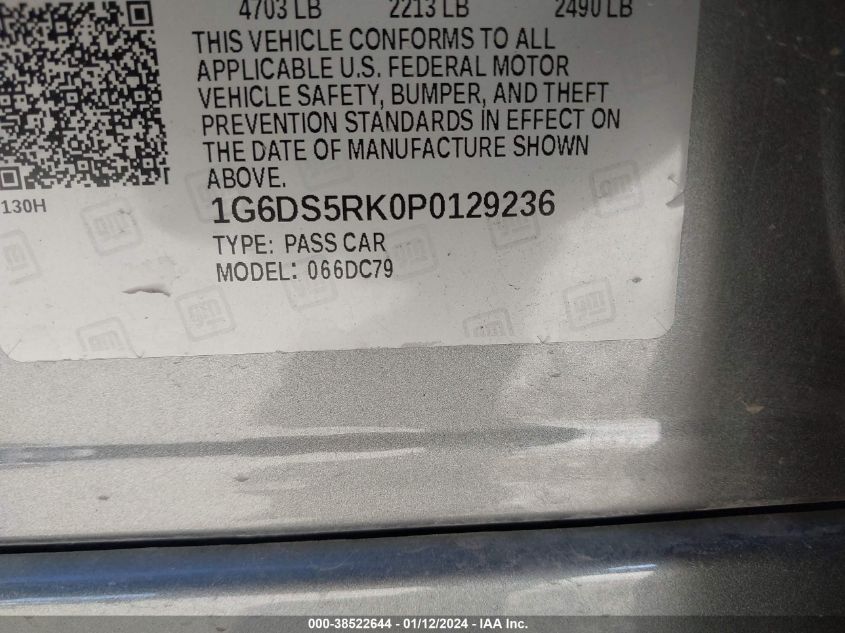 4703 LB 2213 LB 2490 LB
THIS VEHICLE CONFORMS TO ALL
APPLICABLE U.S. FEDERAL MOTOR
VEHICLE SAFETY, BUMPER, AND THEFT
PREVENTION STANDARDS IN EFFECT ON
THE DATE OF MANUFACTURE SHOWN
ABOVE.
130H
1G6DS5RK0P0129236
TYPE: PASS CAR
MODEL: 066DC79
gm
000-38522644 - 01/12/2024 - IAA Inc.